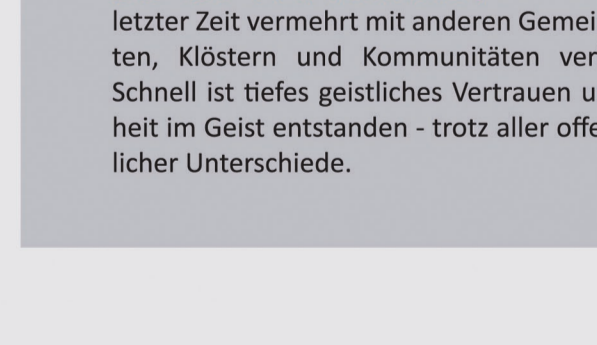 letzter Zeit vermehrt mit anderen Gemei
ten, Klöstern und Kommunitäten ver
Schnell ist tiefes geistliches Vertrauen u
heit im Geist entstanden - trotz aller offe
licher Unterschiede.